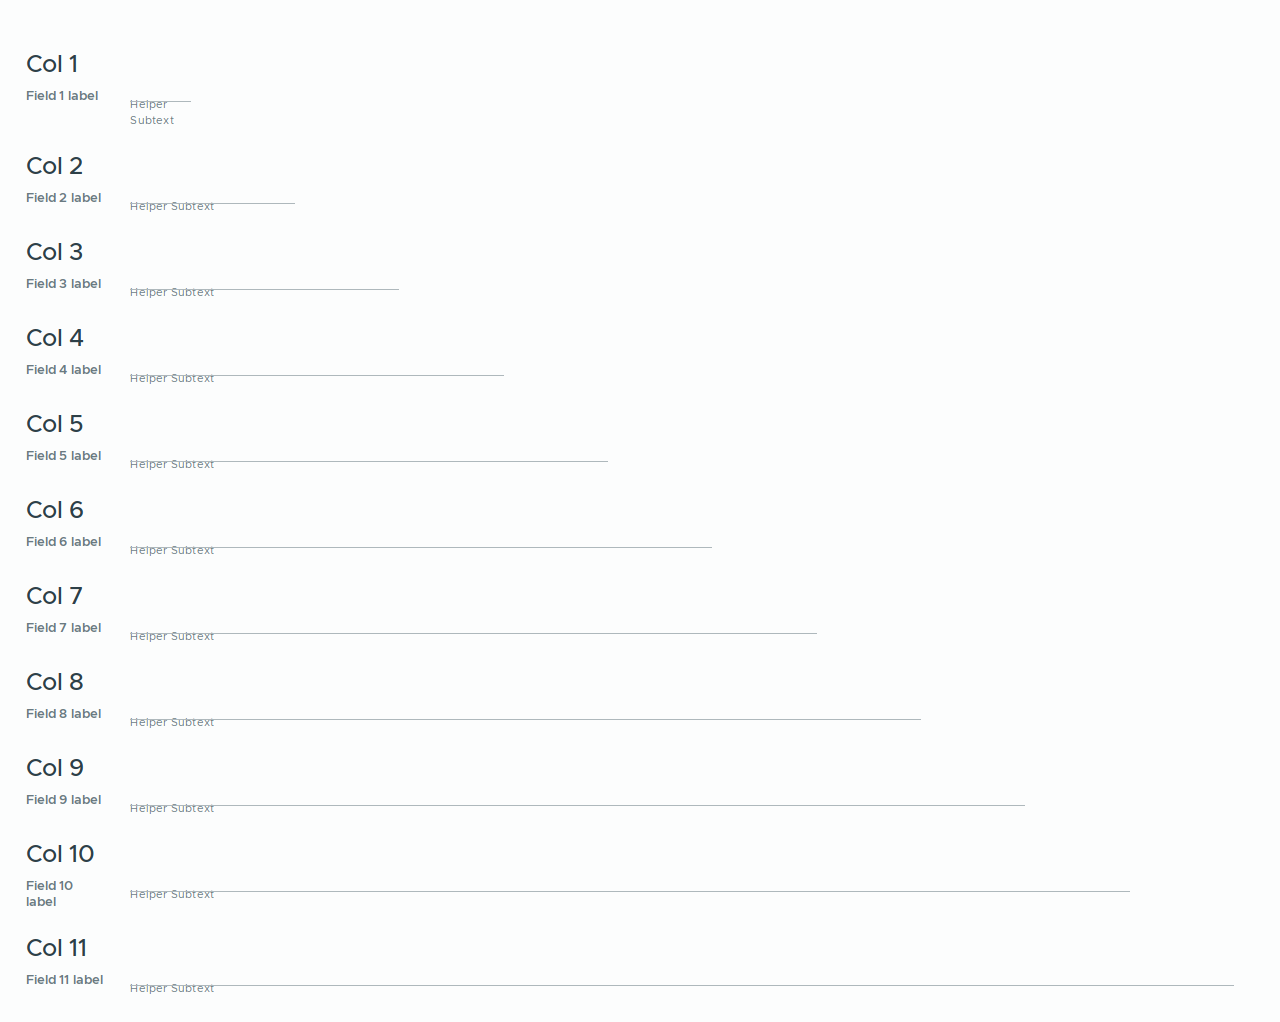 Col 1
Field 1 label
Helper
Subtext
Col 2
Field 2 label
Helper Subtext
Col 3
Field 3 label
Helper Subtext
Col 4
Field 4 label
Helper Subtext
Col 5
Field 5 label
Helper Subtext
Col 6
Field 6 label
Helper Subtext
Col 7
Field 7 label
Helper Subtext
Col 8
Field 8 label
Helper Subtext
Col 9
Field 9 label
Helper Subtext
Col 10
Field 10
label
Helper Subtext
Col 11
Field 11 label
Helper Subtext